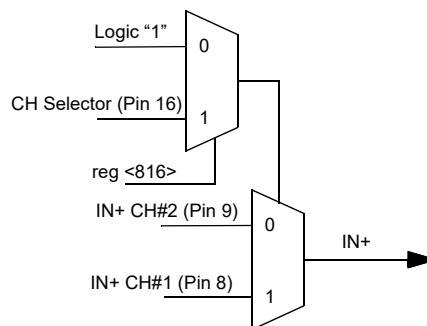 Logic “1”
0
CH Selector (Pin 16)
1
reg <816>
IN+ CH#2 (Pin 9)
0
IN+
IN+ CH#1 (Pin 8)
1